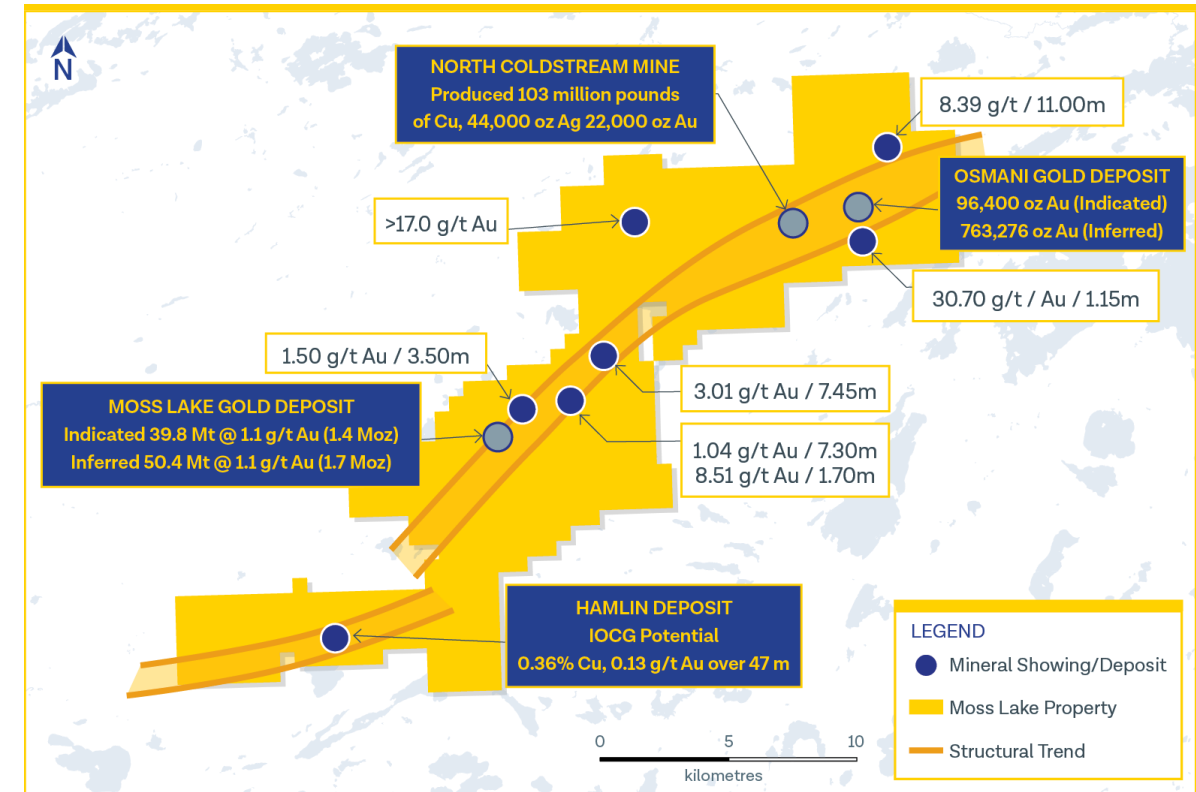 N
NORTH COLDSTREAM MINE
Produced 103 million pounds
of Cu, 44,000 oz Ag 22,000 oz Au
8.39 g/t / 11.00m
OSMANI GOLD DEPOSIT
96,400 oz Au (Indicated)
763,276 oz Au (Inferred)
>17.0 g/t Au
30.70 g/t / Au / 1.15m
1.50 g/t Au / 3.50m
3.01 g/t Au / 7.45m
MOSS LAKE GOLD DEPOSIT
Indicated 39.8 Mt @ 1.1 g/t Au (1.4 Moz)
Inferred 50.4 Mt @ 1.1 g/t Au (1.7 Moz)
1.04 g/t Au / 7.30m
8.51 g/t Au / 1.70m
HAMLIN DEPOSIT
IOCG Potential
0.36% Cu, 0.13 g/t Au over 47 m
LEGEND
Mineral Showing/Deposit
Moss Lake Property
Structural Trend
0 5 10
kilometres